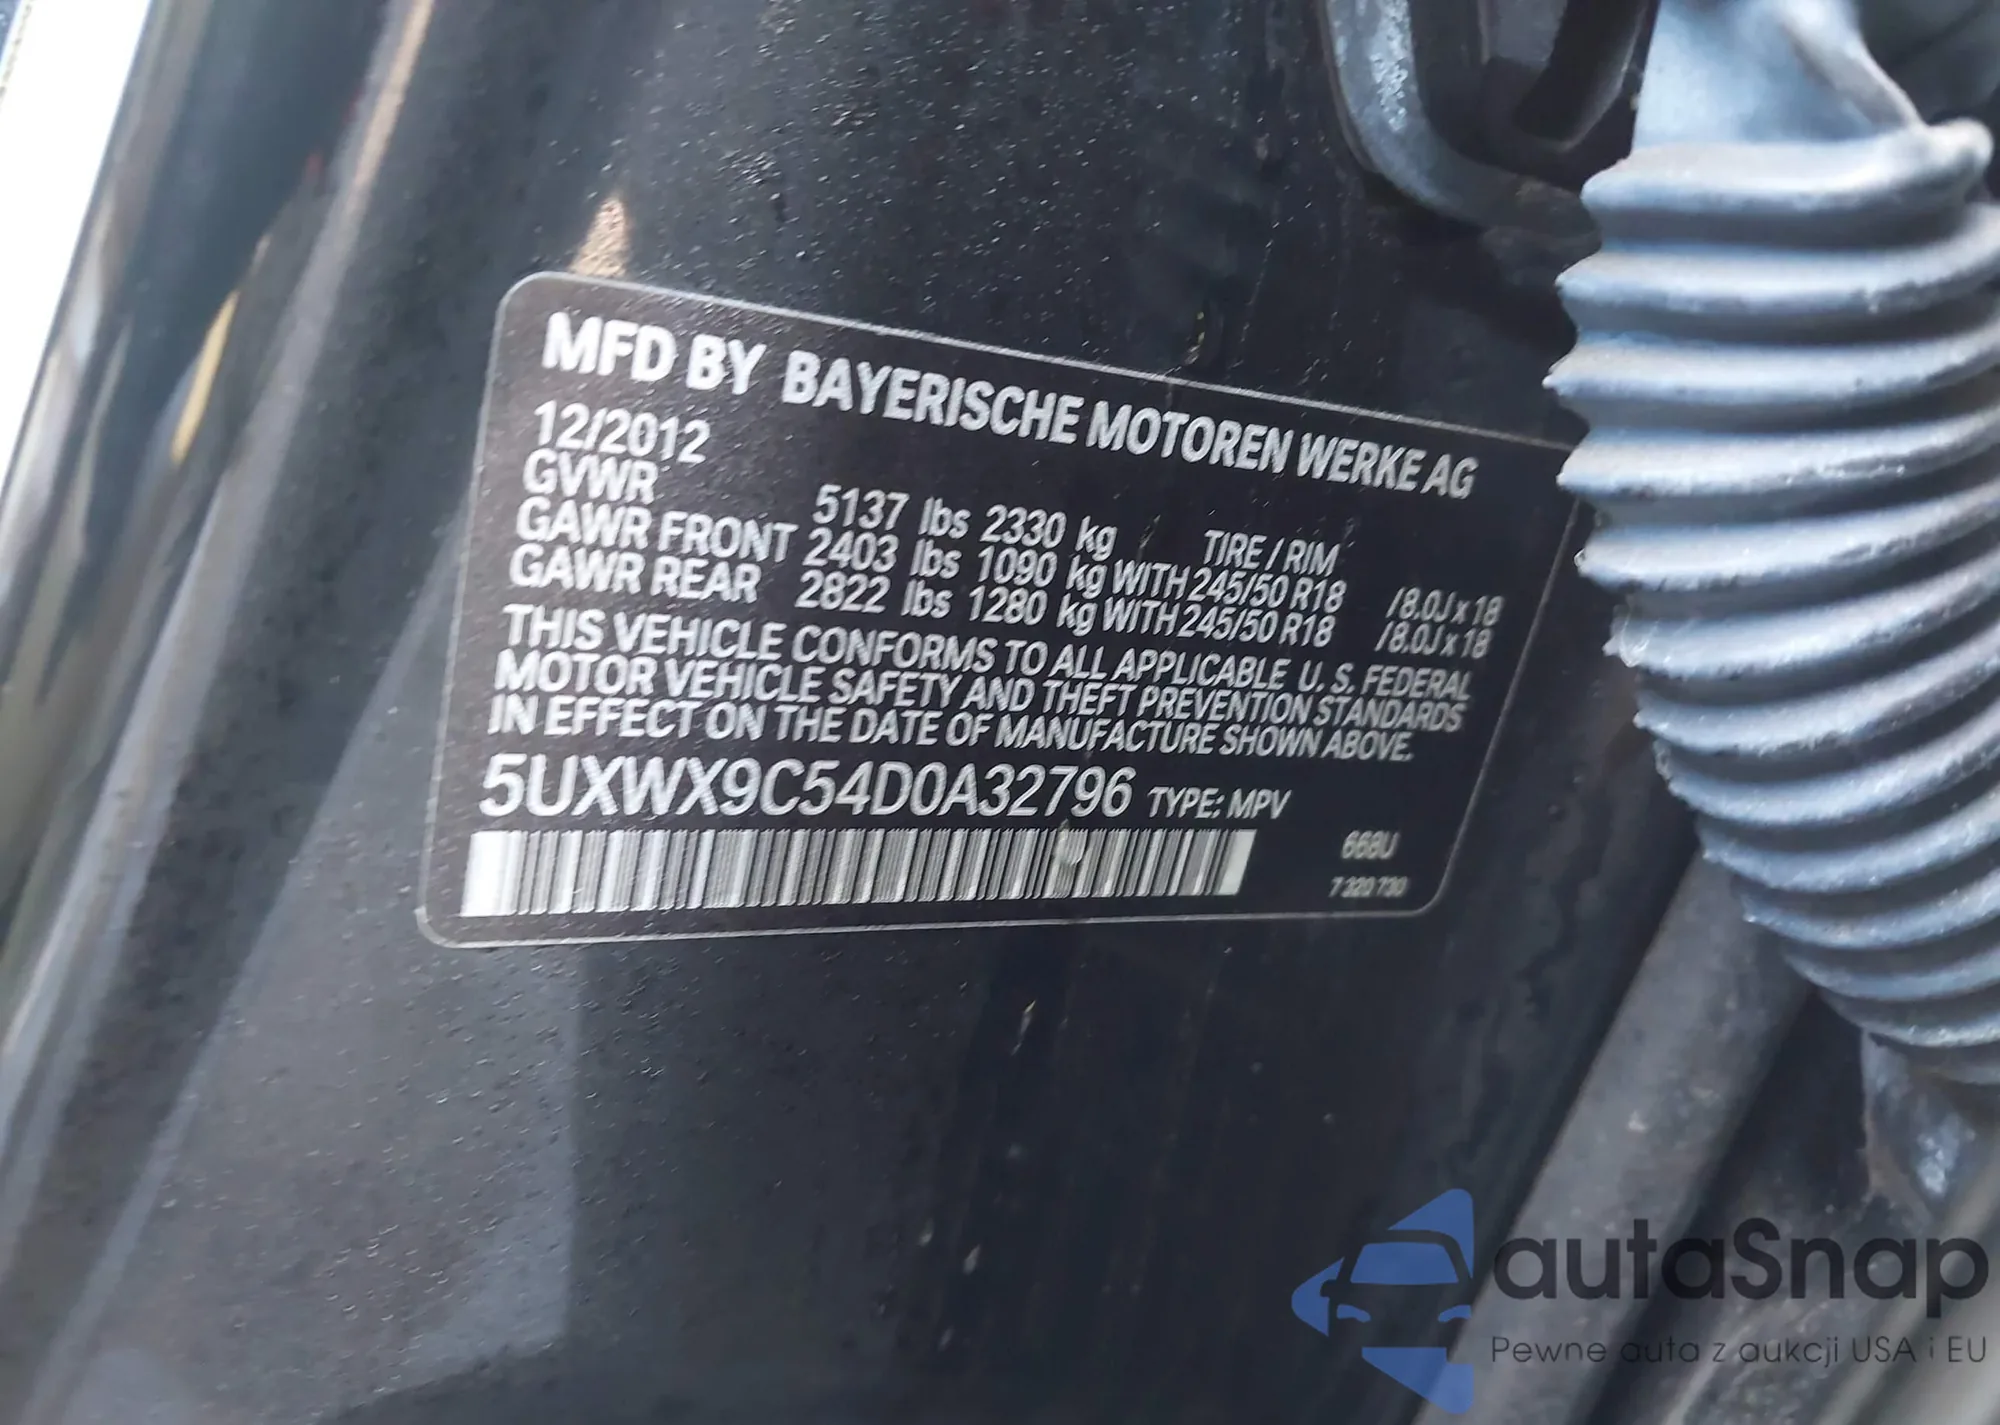 MFD BY BAYERISCHE MOTOREN WERKE AG
12/2012
GVWR 5137 lbs 2330 kg TIRE / RIM
GAWR FRONT 2403 lbs 1090 kg WITH 245/50 R18 /8.0J x 18
GAWR REAR 2822 lbs 1280 kg WITH 245/50 R18 /8.0J x 18
THIS VEHICLE CONFORMS TO ALL APPLICABLE U.S. FEDERAL
MOTOR VEHICLE SAFETY AND THEFT PREVENTION STANDARDS
IN EFFECT ON THE DATE OF MANUFACTURE SHOWN ABOVE.
5UXWX9C54D0A32796 TYPE: MPV
668U
7 320 730
autaSnap
Pewne auta z aukcji USA i EU